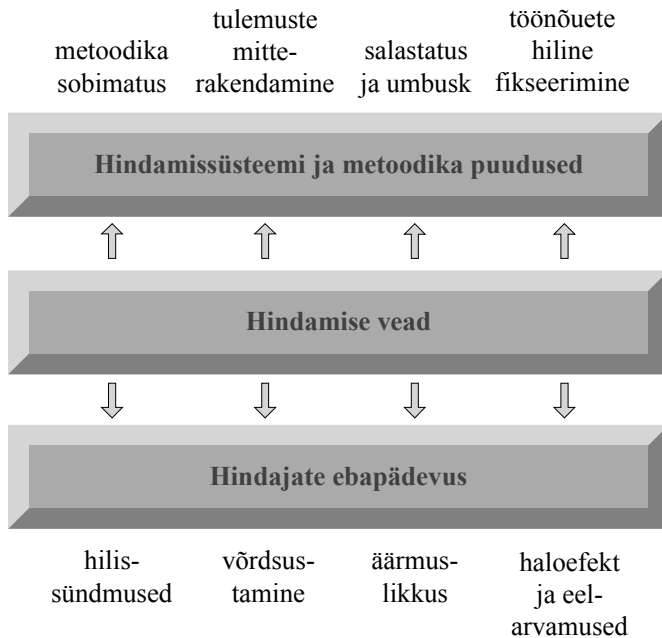 metoodika
sobimatus
tulemuste
mitte-
rakendamine
salastatus
ja umbusk
töönõuete
hiline
fikseerimine
Hindamissüsteemi ja metoodika puudused
Hindamise vead
Hindajate ebapädevus
hilis-
sündmused
võrdsus-
tamine
äärmus-
likkus
haloefekt
ja eel-
arvamused